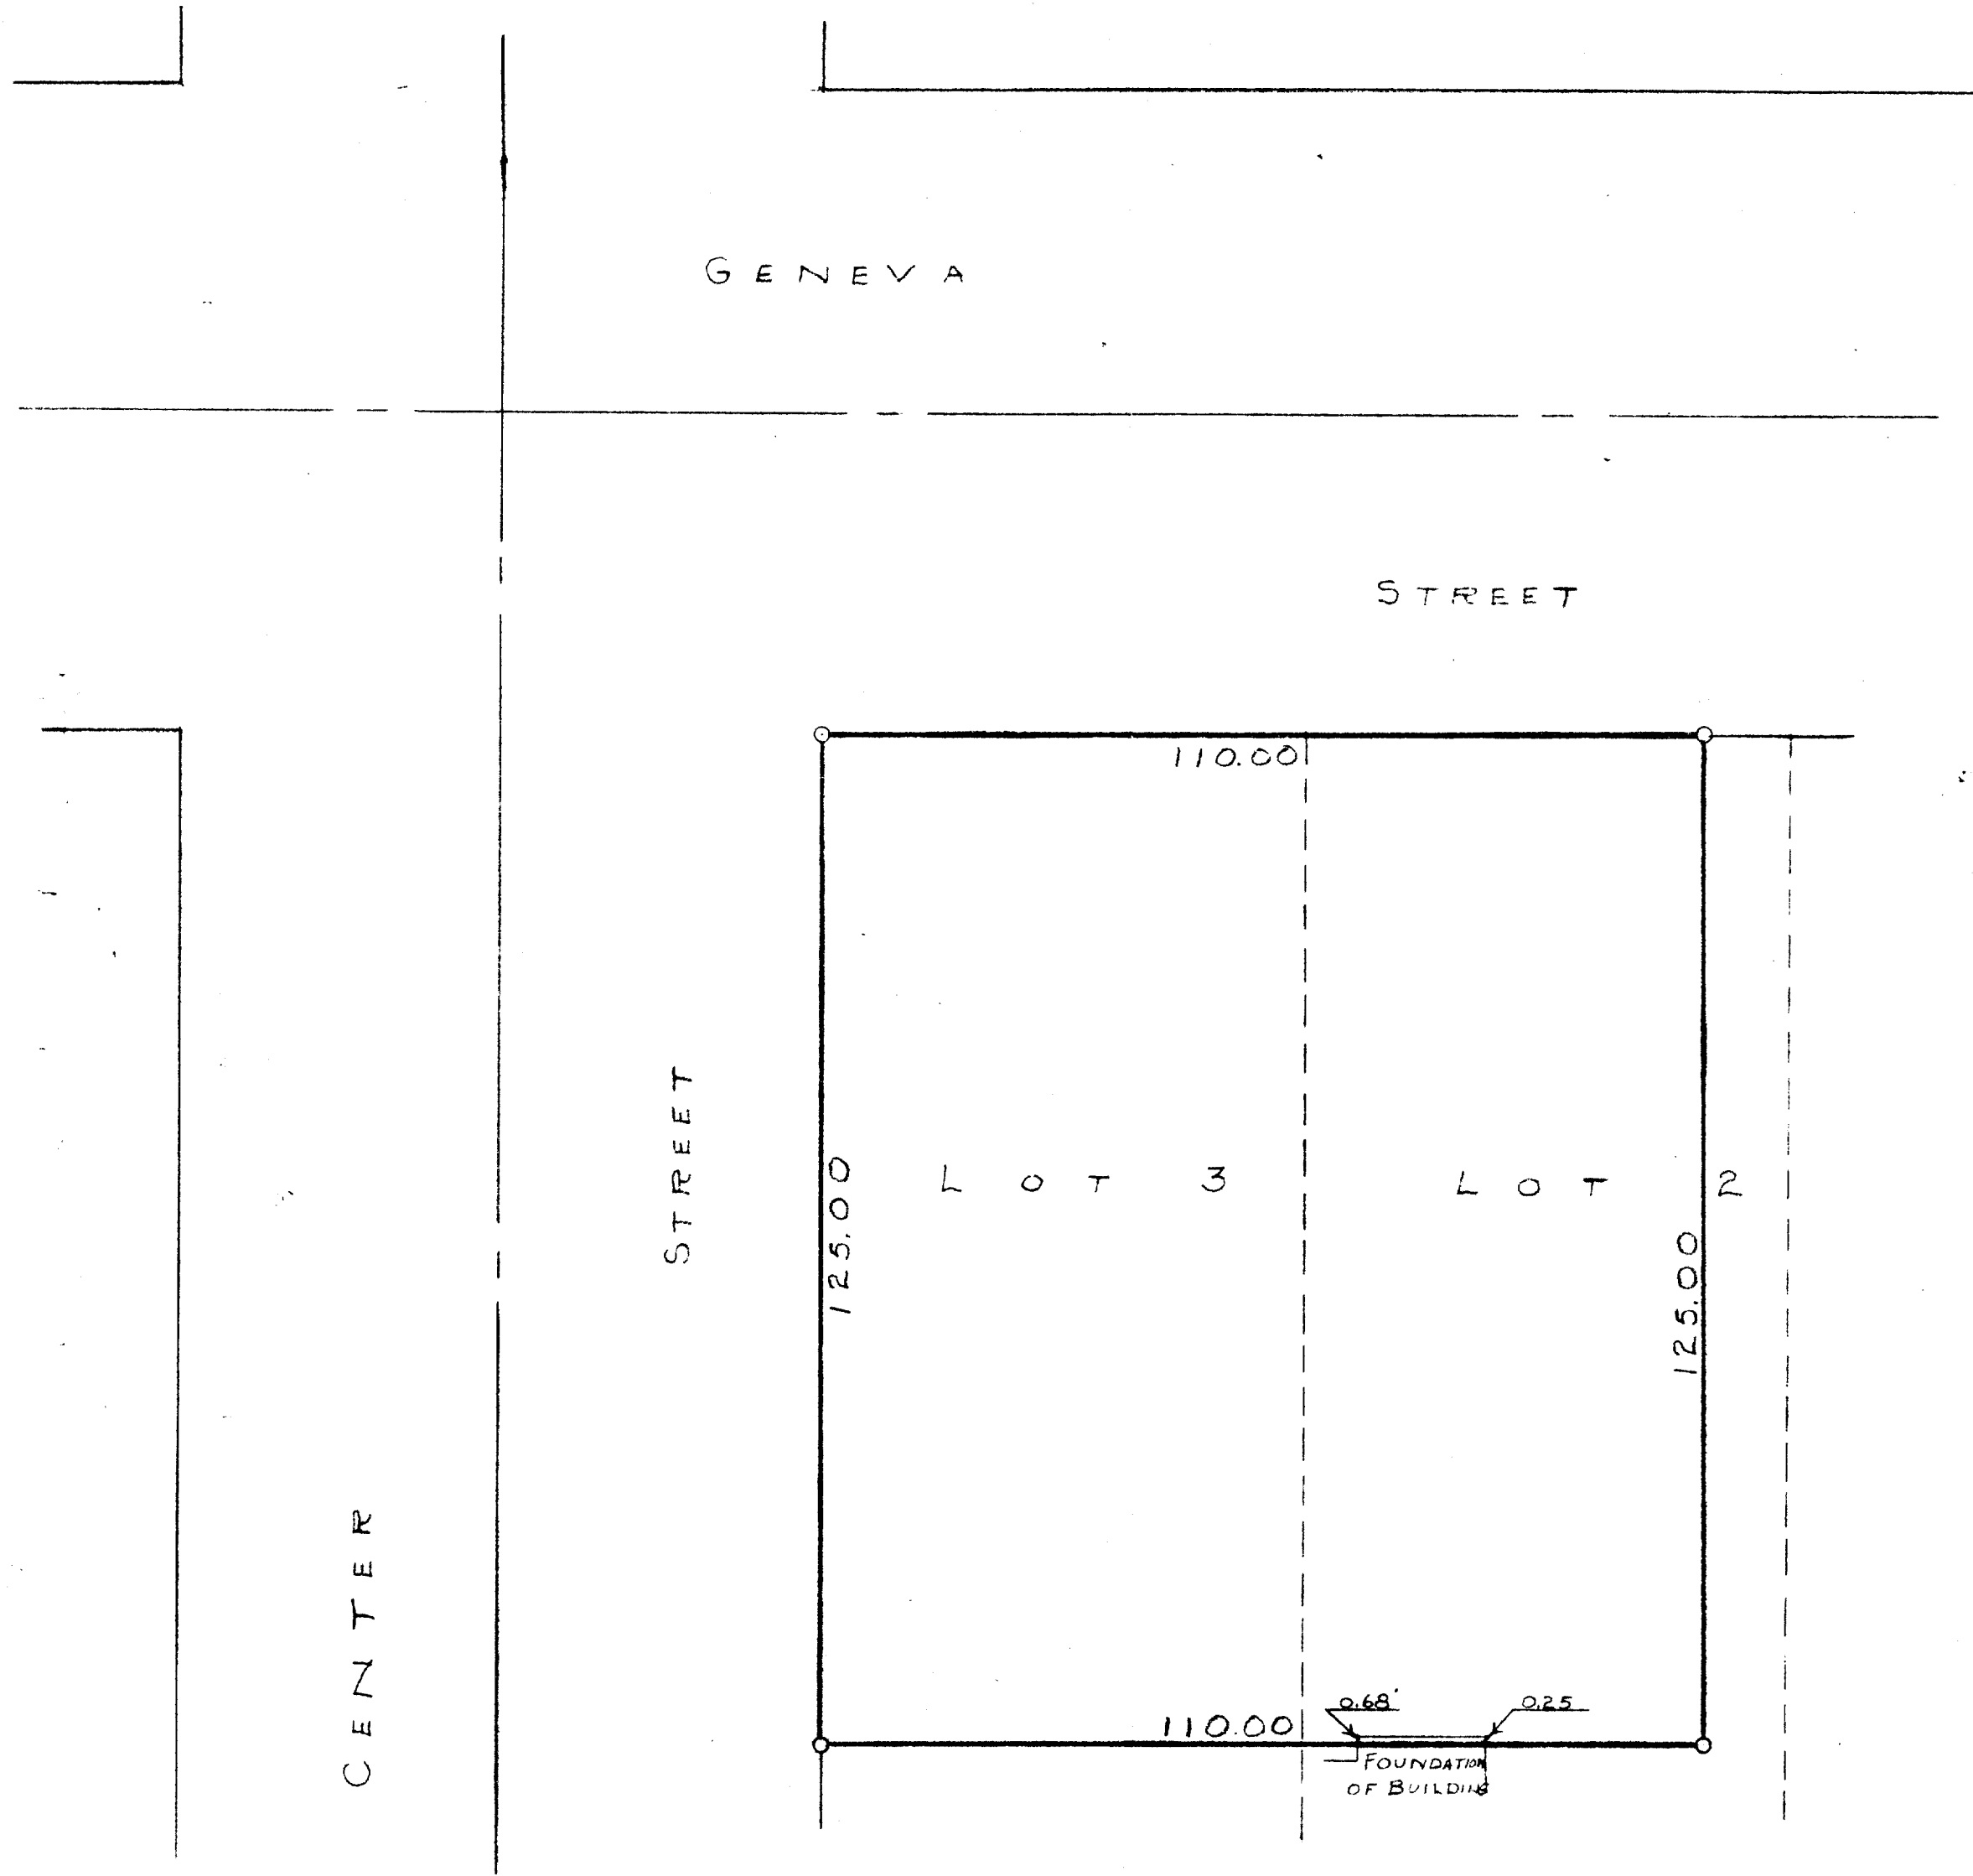 GENEVA
STREET
110.00
STREET
125.00
LOT 3
LOT 2
125.00
CENTER
0.68'
0.25
110.00
FOUNDATION
OF BUILDING